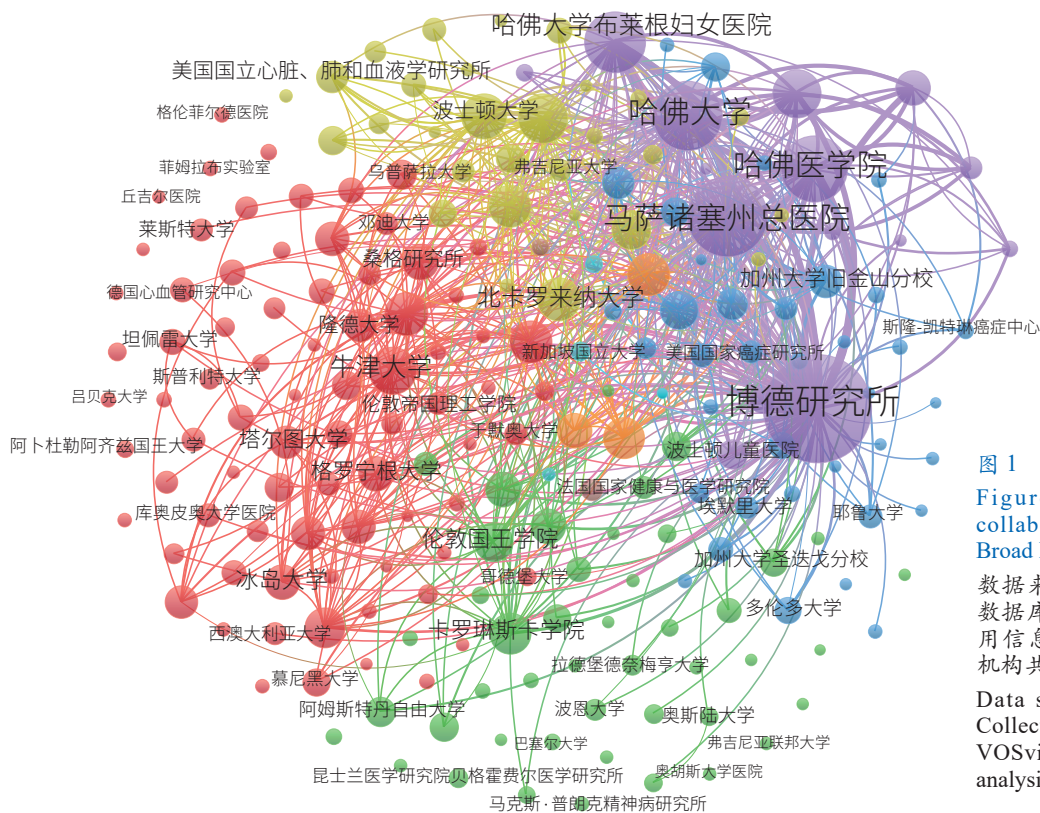 哈佛大学布莱根妇女医院
美国国立心脏、肺和血液学研究所
波士顿大学
哈佛大学
格伦菲尔德医院
菲姆拉布实验室
乌普萨拉大学
弗吉尼亚大学
哈佛医学院
丘吉尔医院
莱斯特大学
邓迪大学
马萨诸塞州总医院
桑格研究所
加州大学旧金山分校
德国心血管研究中心
北卡罗来纳大学
坦佩雷大学
隆德大学
斯隆-凯特琳癌症中心
新加坡国立大学
美国国家癌症研究所
牛津大学
斯普利特大学
吕贝克大学
伦敦帝国理工学院
博德研究所
阿卜杜勒阿齐兹国王大学
塔尔图大学
于默奥大学
波士顿儿童医院
格罗宁根大学
法国国家健康与医学研究院
埃默里大学
耶鲁大学
库奥皮奥大学医院
伦敦国王学院
加州大学圣迭戈分校
冰岛大学
哥德堡大学
多伦多大学
西澳大利亚大学
卡罗琳斯卡学院
拉德堡德奈梅亨大学
慕尼黑大学
阿姆斯特丹自由大学
波恩大学
奥斯陆大学
巴塞尔大学
弗吉尼亚联邦大学
昆士兰医学研究院贝格霍费尔医学研究所
奥胡斯大学医院
马克斯·普朗克精神病研究所
图 1
Figur
collab
Broad
数据来
数据库
用信息
机构共
Data s
Collec
VOSvi
analysi